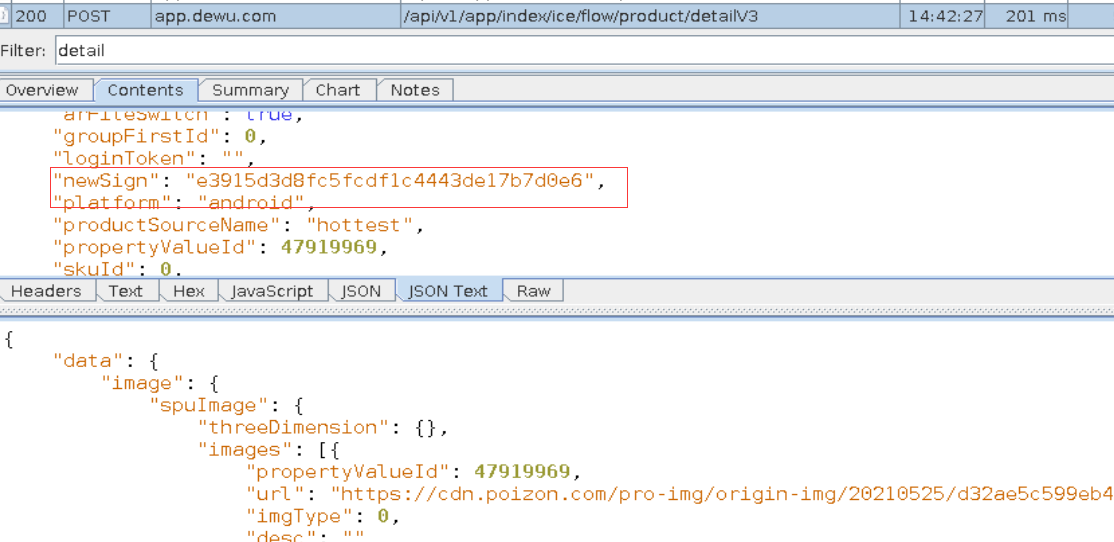 200 POST app.dewu.com /api/v1/app/index/ice/flow/product/detailV3 14:42:27 201 ms
Filter: detail
Overview Contents Summary Chart Notes
"arFileSwitch": true,
"groupFirstId": 0,
"loginToken": "",
"newSign": "e3915d3d8fc5fcdf1c4443de17b7d0e6",
"platform": "android",
"productSourceName": "hottest",
"propertyValueId": 47919969,
"skuId": 0,
Headers Text Hex JavaScript JSON JSON Text Raw
{
"data": {
"image": {
"spuImage": {
"threeDimension": {},
"images": [{
"propertyValueId": 47919969,
"url": "https://cdn.poizon.com/pro-img/origin-img/20210525/d32ae5c599eb4
"imgType": 0,
"desc": ""